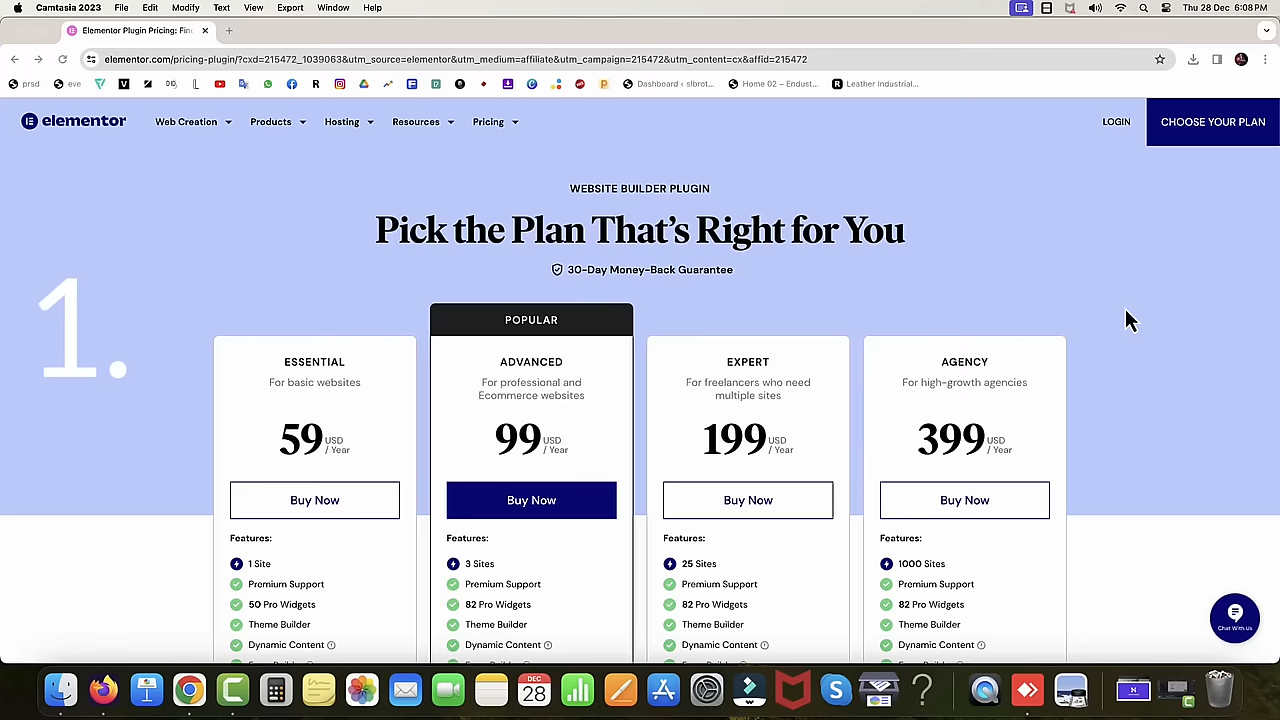 Camtasia 2023 File Edit Modify Text View Export Window Help Thu 28 Dec 6:08 PM
Elementor Plugin Pricing: Fin
elementor.com/pricing-plugin/?cxd=215472_1039063&utm_source=elementor&utm_medium=affiliate&utm_campaign=215472&utm_content=cx&affid=215472
prsd eve Dashboard ‹ slbrot... Home 02 – Endust... Leather Industrial...
elementor Web Creation Products Hosting Resources Pricing LOGIN CHOOSE YOUR PLAN
WEBSITE BUILDER PLUGIN
Pick the Plan That's Right for You
30-Day Money-Back Guarantee
1.
POPULAR
ESSENTIAL
For basic websites
59 USD / Year
Buy Now
Features:
1 Site
Premium Support
50 Pro Widgets
Theme Builder
Dynamic Content
ADVANCED
For professional and
Ecommerce websites
99 USD / Year
Buy Now
Features:
3 Sites
Premium Support
82 Pro Widgets
Theme Builder
Dynamic Content
EXPERT
For freelancers who need
multiple sites
199 USD / Year
Buy Now
Features:
25 Sites
Premium Support
82 Pro Widgets
Theme Builder
Dynamic Content
AGENCY
For high-growth agencies
399 USD / Year
Buy Now
Features:
1000 Sites
Premium Support
82 Pro Widgets
Theme Builder
Dynamic Content
Chat With Us
DEC
28